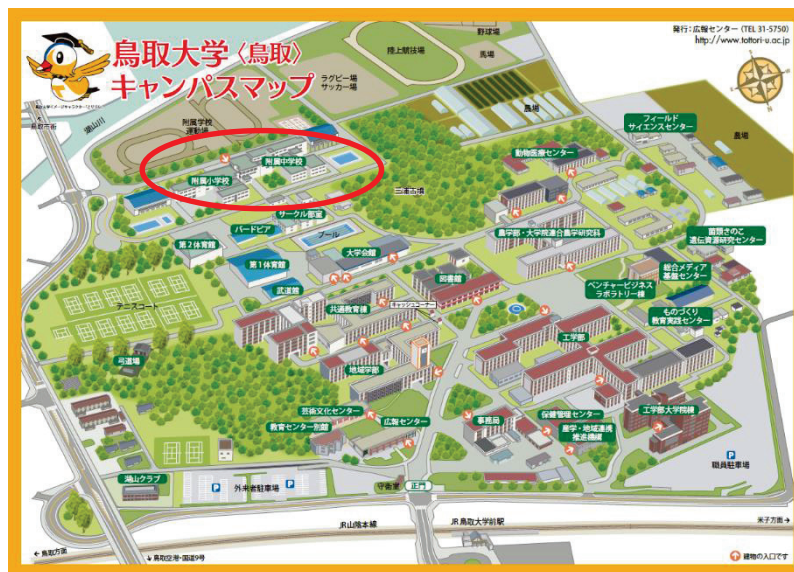 鳥取大学〈鳥取〉
キャンパスマップ
発行：広報センター (TEL 31-5750)
http://www.tottori-u.ac.jp
野球場
陸上競技場
馬場
ラグビー場
サッカー場
湖山川
附属学校
運動場
農場
フィールド
サイエンスセンター
農場
附属中学校
附属小学校
動物医療センター
三浦古墳
サークル部室
バードピア
プール
農学部・大学院連合農学研究科
菌類きのこ
遺伝資源研究センター
第2体育館
大学会館
第1体育館
図書館
総合メディア
基盤センター
武道館
ベンチャービジネス
ラボラトリー棟
テニスコート
共通教育棟
キャッシュコーナー
ものづくり
教育実践センター
工学部
弓道場
地域学部
芸術文化センター
広報センター
教育センター別館
事務局
保健管理センター
産学・地域連携
推進機構
工学部大学院棟
湖山クラブ
P
外来者駐車場
P
守衛室
正門
P
職員駐車場
JR山陰本線
JR鳥取大学前駅
米子方面→
←鳥取方面
↓鳥取空港・国道9号
建物の入口です